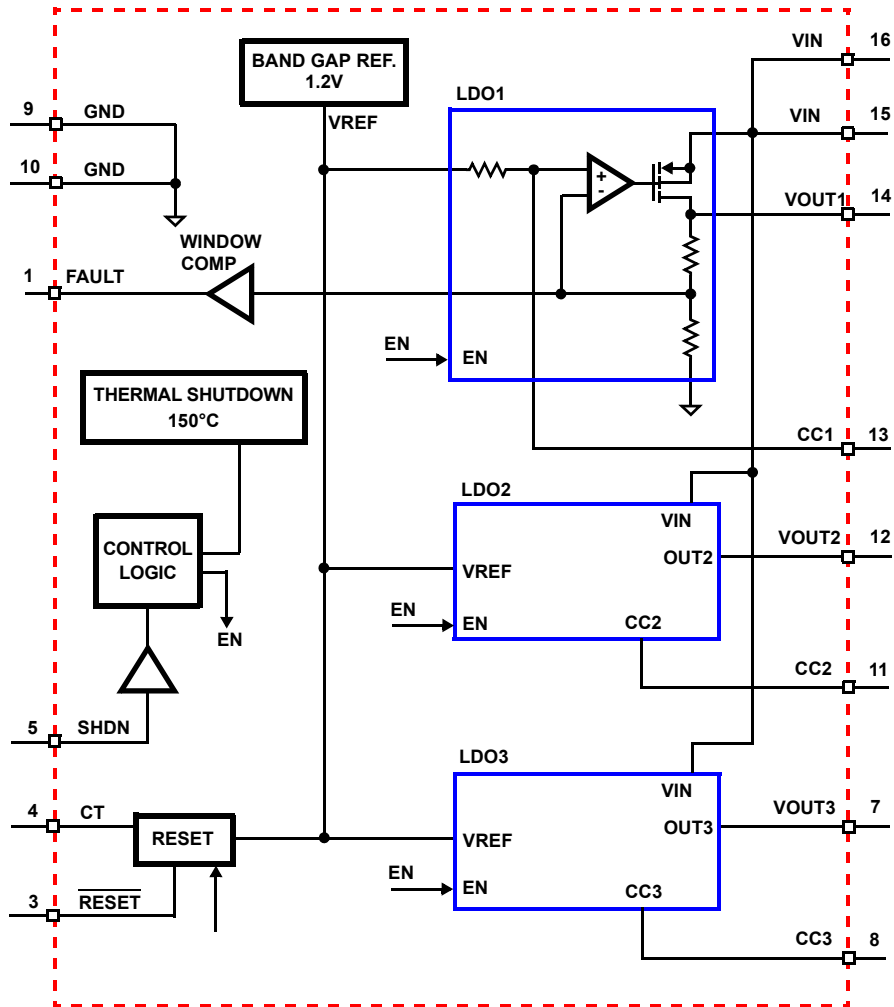 VIN 16
BAND GAP REF.
1.2V
LDO1
9 GND
VREF
VIN 15
10 GND
+
-
VOUT1 14
WINDOW
COMP
1 FAULT
EN
EN
THERMAL SHUTDOWN
150°C
CC1 13
LDO2
VIN
CONTROL
LOGIC
VOUT2 12
OUT2
VREF
EN
EN
EN
CC2
CC2 11
5 SHDN
LDO3
VIN
4 CT
VOUT3 7
RESET
VREF
OUT3
EN
EN
CC3
3 RESET
CC3 8